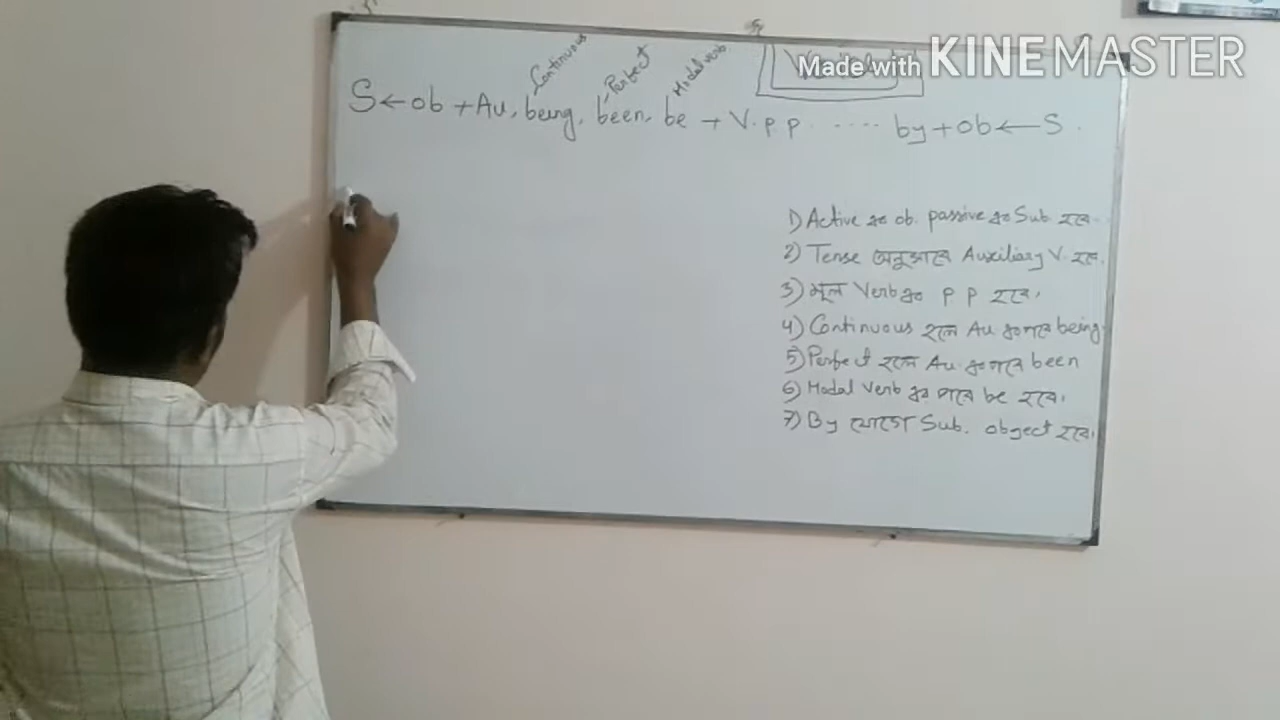 Made with KINEMASTER
Continuous Perfect Modal verb
S ← ob + Au, being, been, be + V. p p ..... by + ob ← S
1) Active এর ob. passive এর Sub হবে
2) Tense অনুসারে Auxiliary V. হবে,
3) মূল Verb এর P P হবে,
4) Continuous হলে Au এর পরে being
5) Perfect হলে Au এর পরে been
6) Modal Verb এর পরে be হবে।
7) By যোগে Sub. object হবে।